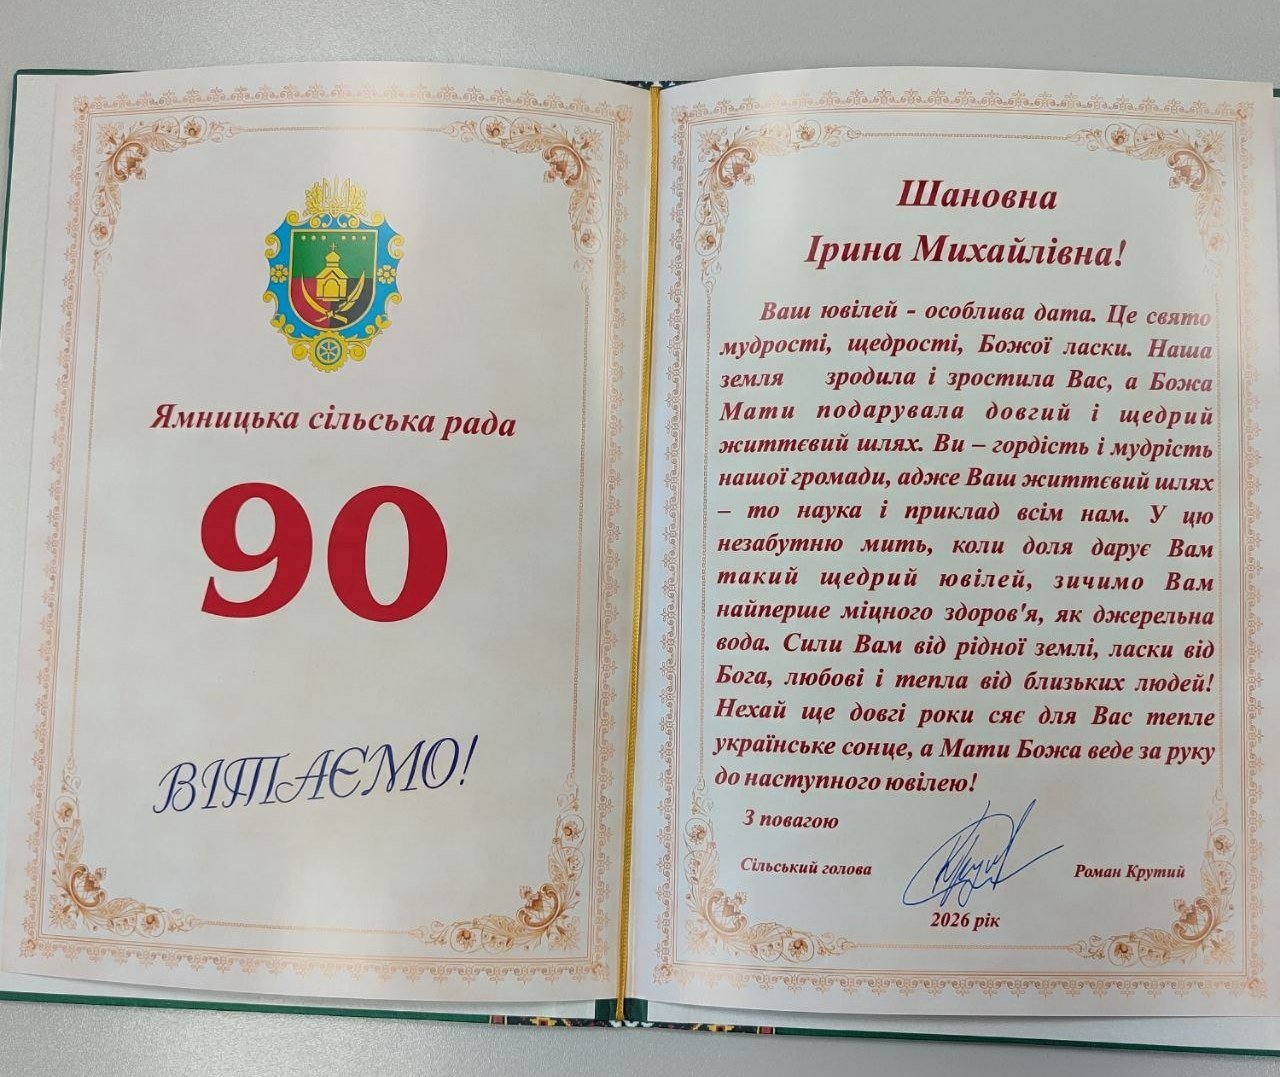 Ямницька сільська рада
90
ВІТАЄМО!
Шановна
Ірина Михайлівна!
Ваш ювілей - особлива дата. Це свято
мудрості, щедрості, Божої ласки. Наша
земля зродила і зростила Вас, а Божа
Мати подарувала довгий і щедрий
життєвий шлях. Ви – гордість і мудрість
нашої громади, адже Ваш життєвий шлях
– то наука і приклад всім нам. У цю
незабутню мить, коли доля дарує Вам
такий щедрий ювілей, зичимо Вам
найперше міцного здоров'я, як джерельна
вода. Сили Вам від рідної землі, ласки від
Бога, любові і тепла від близьких людей!
Нехай ще довгі роки сяє для Вас тепле
українське сонце, а Мати Божа веде за руку
до наступного ювілею!
З повагою
Сільський голова Роман Крутий
2026 рік